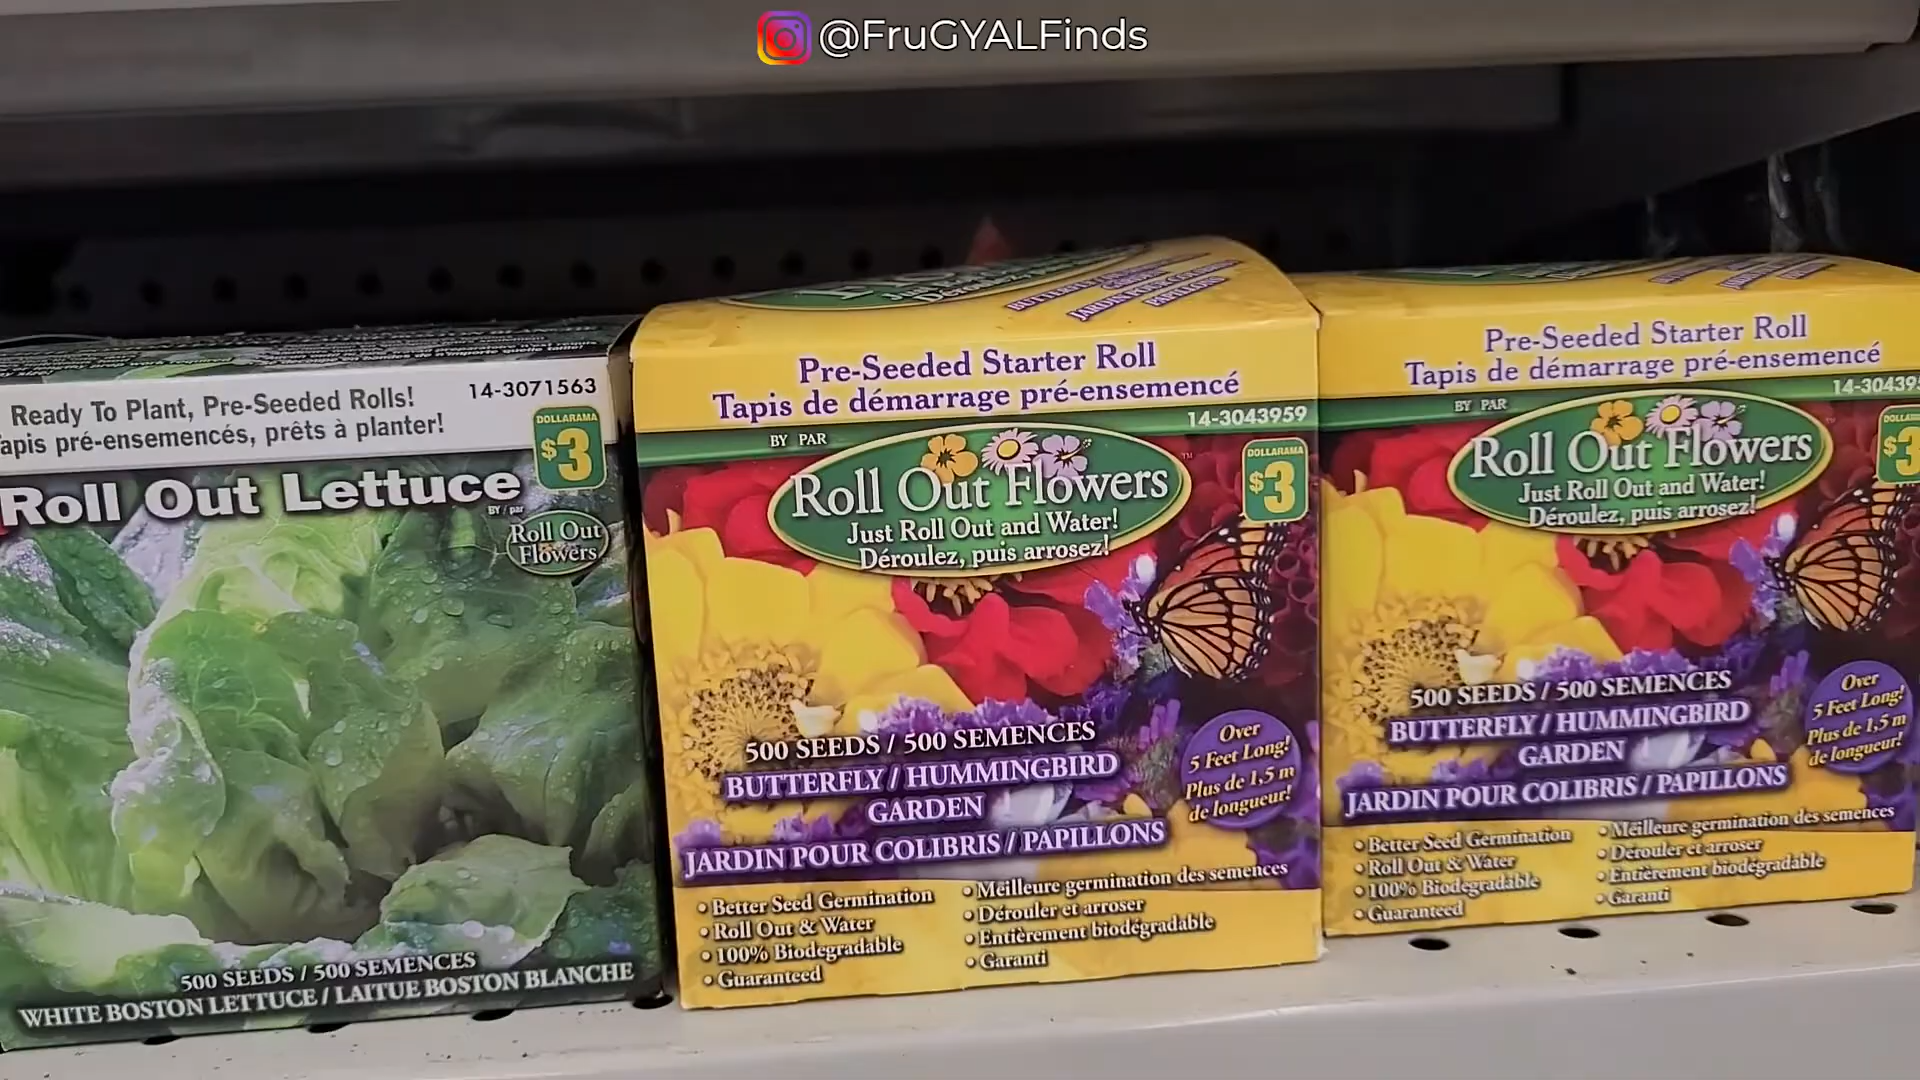 @FruGYALFinds
Ready To Plant, Pre-Seeded Rolls!
apis pré-ensemencés, prêts à planter!
14-3071563
DOLLARAMA
$3
Roll Out Lettuce
BY / par
Roll Out
Flowers
500 SEEDS / 500 SEMENCES
WHITE BOSTON LETTUCE / LAITUE BOSTON BLANCHE
Pre-Seeded Starter Roll
Tapis de démarrage pré-ensemencé
14-3043959
BY PAR
DOLLARAMA
$3
Roll Out Flowers
Just Roll Out and Water!
Déroulez, puis arrosez!
500 SEEDS / 500 SEMENCES
BUTTERFLY / HUMMINGBIRD
GARDEN
JARDIN POUR COLIBRIS / PAPILLONS
Over
5 Feet Long!
Plus de 1,5 m
de longueur!
• Better Seed Germination
• Roll Out & Water
• 100% Biodegradable
• Guaranteed
• Meilleure germination des semences
• Dérouler et arroser
• Entièrement biodégradable
• Garanti
Pre-Seeded Starter Roll
Tapis de démarrage pré-ensemencé
14-30439
BY PAR
$3
Roll Out Flowers
Just Roll Out and Water!
Déroulez, puis arrosez!
500 SEEDS / 500 SEMENCES
BUTTERFLY / HUMMINGBIRD
GARDEN
JARDIN POUR COLIBRIS / PAPILLONS
Over
5 Feet Long!
Plus de 1,5 m
de longueur!
• Better Seed Germination
• Roll Out & Water
• 100% Biodegradable
• Guaranteed
• Meilleure germination des semences
• Dérouler et arroser
• Entièrement biodégradable
• Garanti